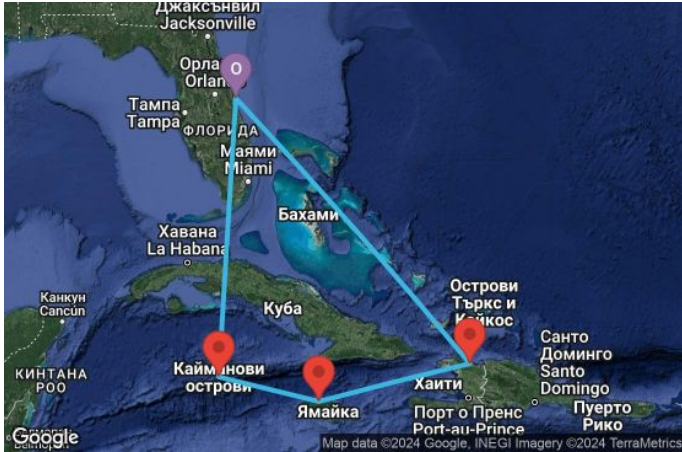 Джаксънвил
Jacksonville
O
Орла
Orlando
Тампа
Tampa
ФЛОРИДА
Маями
Miami
Бахами
Хавана
La Habana
Куба
Канкун
Cancún
Острови
Търкс и
Кайкос
КИНТАНА
РОО
Кайманови
острови
Ямайка
Хаити
Порт о Пренс
Port-au-Prince
Санто
Доминго
Santo
Domingo
Пуерто
Рико
Google
Map data ©2024 Google, INEGI Imagery ©2024 TerraMetrics